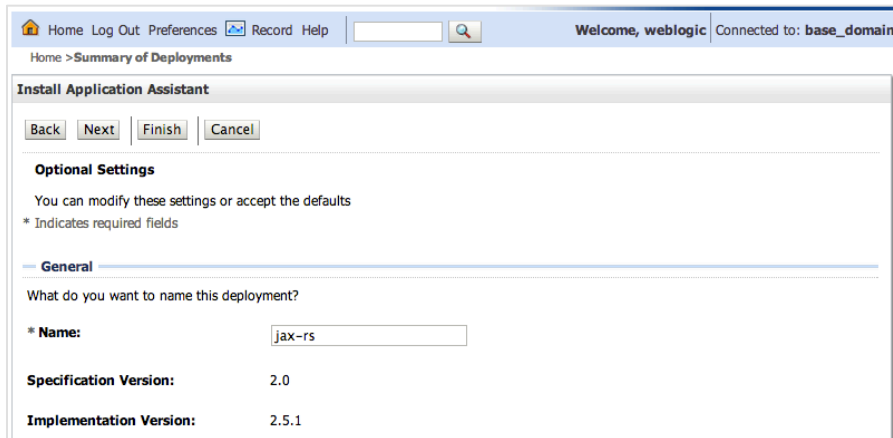 Home Log Out Preferences Record Help Welcome, weblogic Connected to: base_domain
Home >Summary of Deployments
Install Application Assistant
Back Next Finish Cancel
Optional Settings
You can modify these settings or accept the defaults
* Indicates required fields
General
What do you want to name this deployment?
* Name: jax-rs
Specification Version: 2.0
Implementation Version: 2.5.1